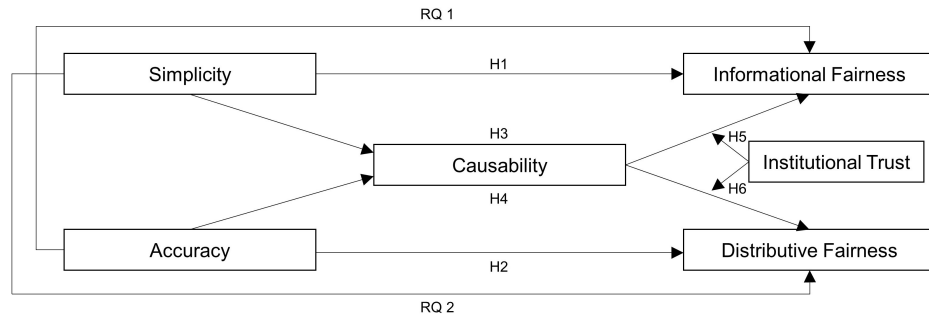 RQ 1
Simplicity
H1
Informational Fairness
H3
H5
Causability
Institutional Trust
H4
H6
Accuracy
H2
Distributive Fairness
RQ 2